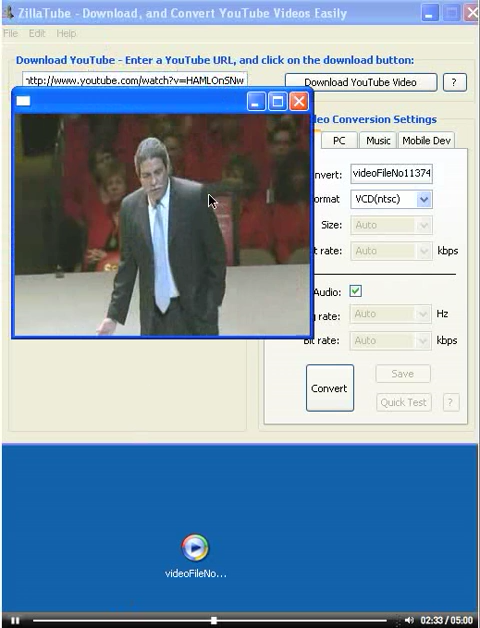 ZillaTube - Download, and Convert YouTube Videos Easily
File Edit Help
Download YouTube - Enter a YouTube URL, and click on the download button:
http://www.youtube.com/watch?v=HAMLOnSNw
Download YouTube Video
?
deo Conversion Settings
PC Music Mobile Dev
nvert: videoFileNo11374
ormat VCD(ntsc)
Size: Auto
t rate: Auto kbps
Audio:
g rate: Auto Hz
Bit rate: Auto kbps
Convert
Save
Quick Test ?
videoFileNo...
02:33 / 05:00